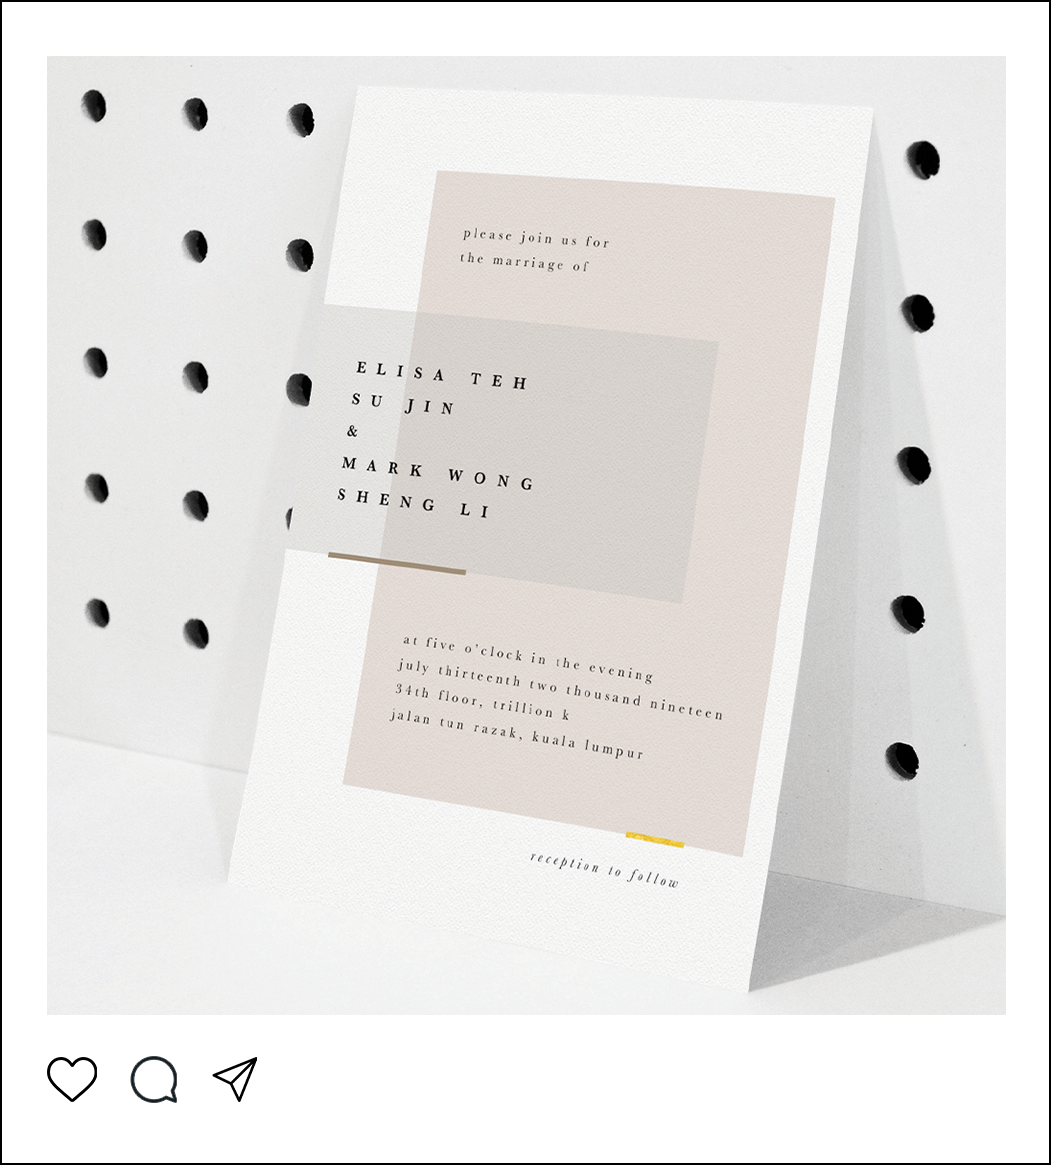 please join us for
the marriage of
ELISA TEH
SU JIN
&
MARK WONG
SHENG LI
at five o'clock in the evening
july thirteenth two thousand nineteen
34th floor, trillion k
jalan tun razak, kuala lumpur
reception to follow